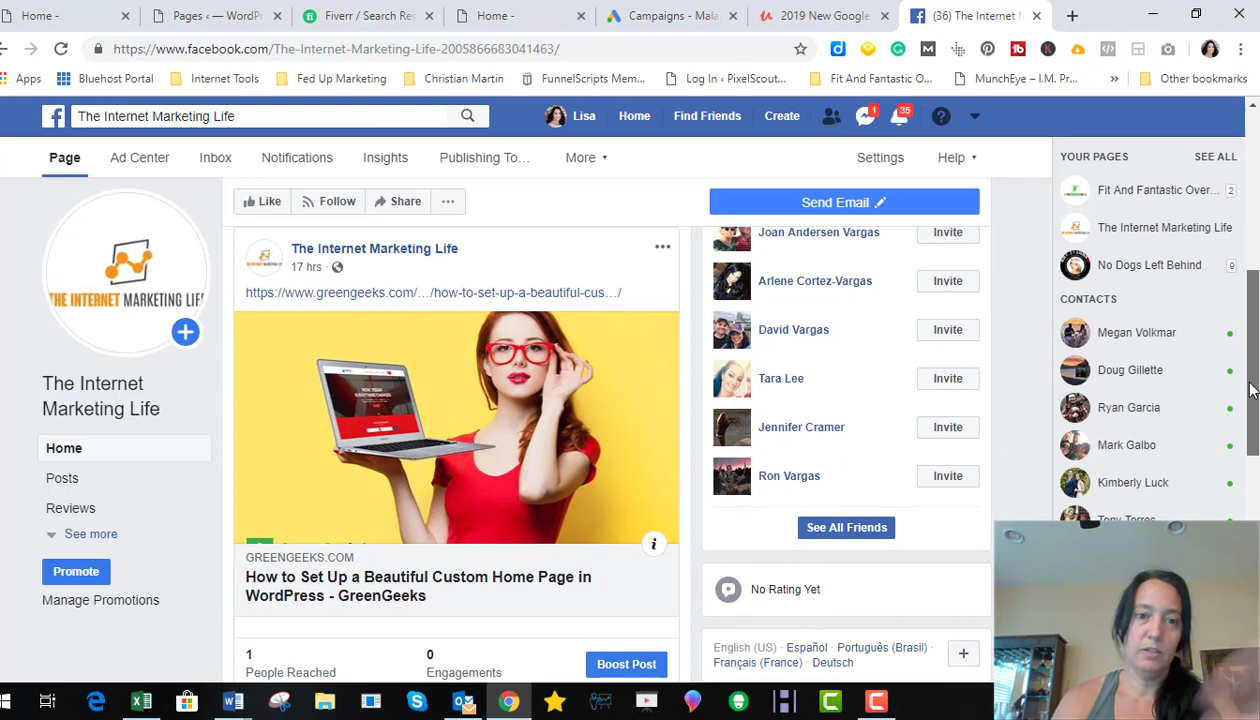 Home -
Pages ‹ — WordP
Fiverr / Search Res
Home -
Campaigns - Mala
2019 New Google
(36) The Internet M
https://www.facebook.com/The-Internet-Marketing-Life-2005866683041463/
Apps
Bluehost Portal
Internet Tools
Fed Up Marketing
Christian Martin
FunnelScripts Mem...
Log In ‹ PixelScout...
Fit And Fantastic O...
MunchEye – I.M. Pr...
»
Other bookmarks
The Internet Marketing Life
Lisa
Home
Find Friends
Create
1
35
Page
Ad Center
Inbox
Notifications
Insights
Publishing To…
More
Settings
Help
THE INTERNET MARKETING LIFE
The Internet
Marketing Life
Home
Posts
Reviews
See more
Promote
Manage Promotions
Like
Follow
Share
...
Send Email
The Internet Marketing Life
17 hrs ·
https://www.greengeeks.com/…/how-to-set-up-a-beautiful-cus…/
GREENGEEKS.COM
How to Set Up a Beautiful Custom Home Page in
WordPress - GreenGeeks
1
People Reached
0
Engagements
Boost Post
Joan Andersen Vargas
Invite
Arlene Cortez-Vargas
Invite
David Vargas
Invite
Tara Lee
Invite
Jennifer Cramer
Invite
Ron Vargas
Invite
See All Friends
No Rating Yet
English (US) · Español · Português (Brasil) ·
Français (France) · Deutsch
YOUR PAGES
SEE ALL
Fit And Fantastic Over...
2
The Internet Marketing Life
No Dogs Left Behind
9
CONTACTS
Megan Volkmar
Doug Gillette
Ryan Garcia
Mark Galbo
Kimberly Luck
Tony Torres